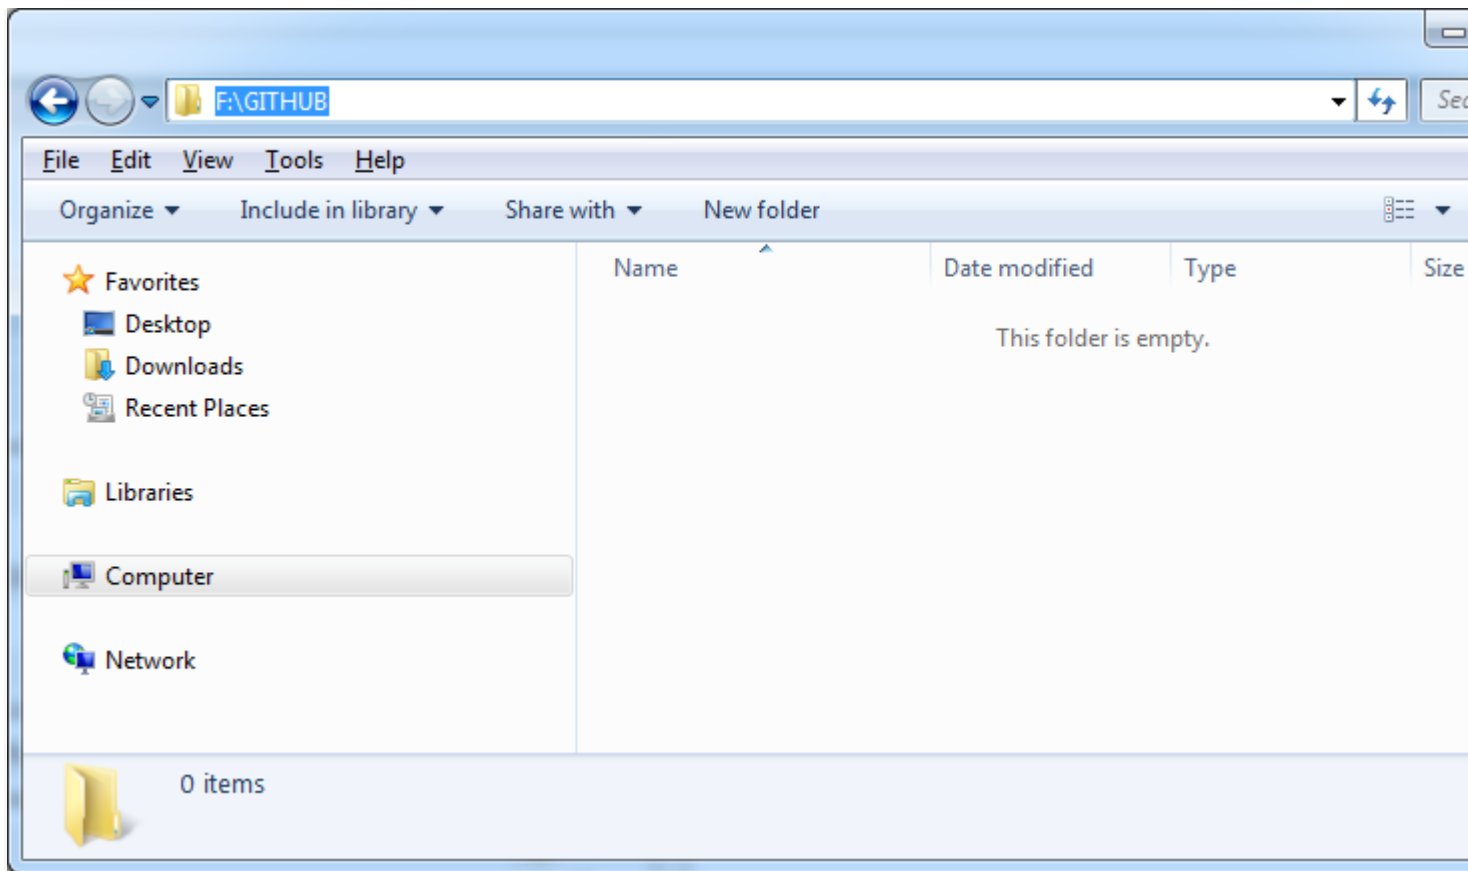 F:\GITHUB
File Edit View Tools Help
Organize Include in library Share with New folder
Name Date modified Type Size
This folder is empty.
Favorites
Desktop
Downloads
Recent Places
Libraries
Computer
Network
0 items